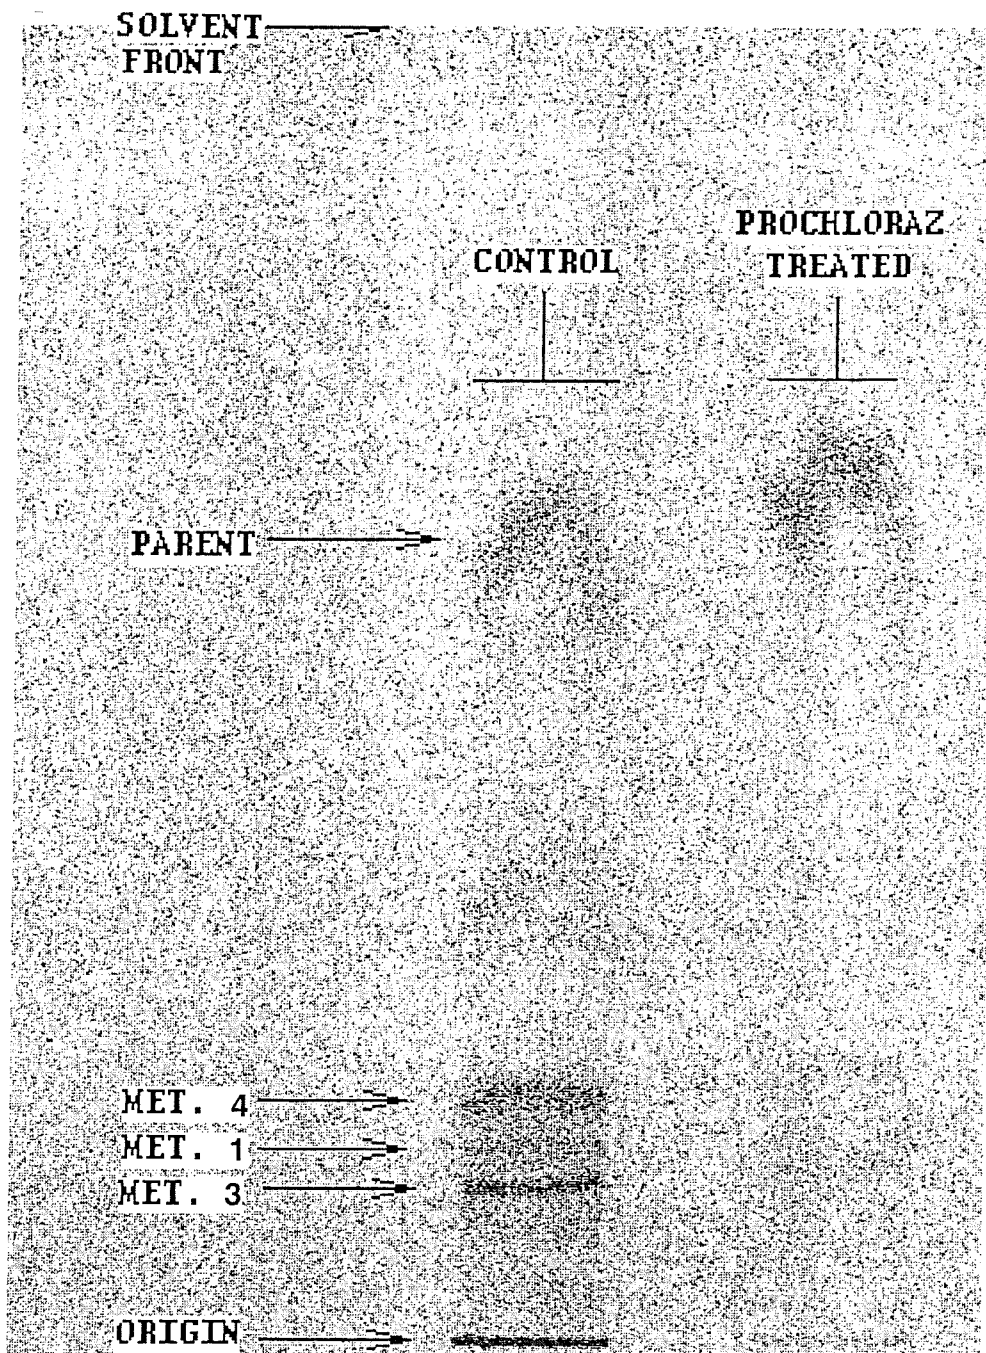 SOLVENT
FRONT
PROCHLORAZ
TREATED
CONTROL
PARENT
MET. 4
MET. 1
MET. 3
ORIGIN